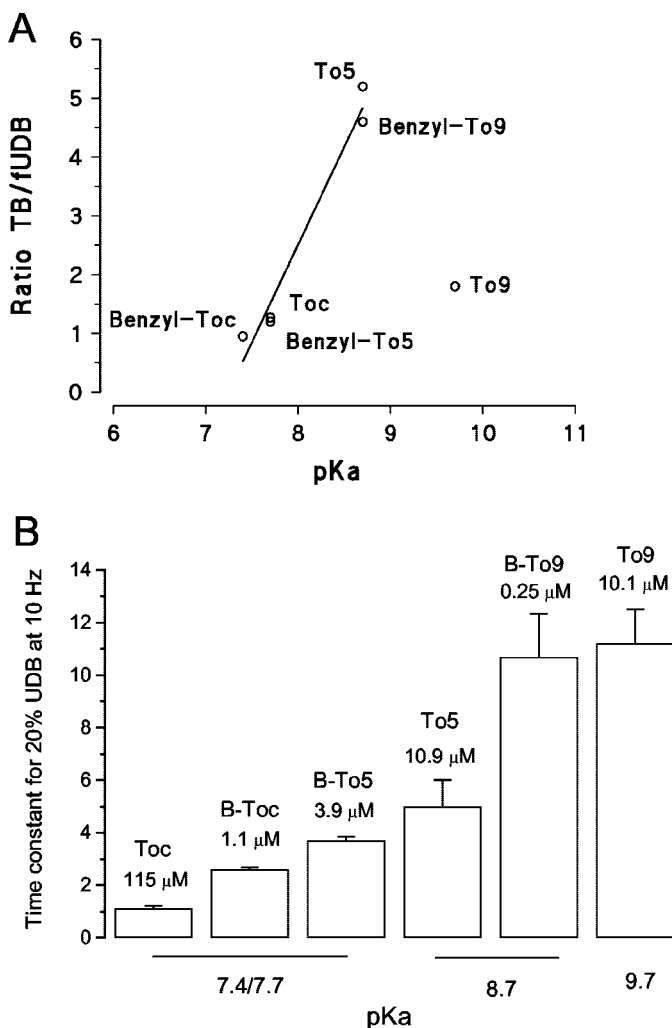 A
Ratio TB/fUDB
6
5
4
3
2
1
0
To5
Benzyl-To9
Toc
To9
Benzyl-Toc
Benzyl-To5
6 7 8 9 10 11
pKa
B
Time constant for 20% UDB at 10 Hz
14
12
10
8
6
4
2
0
Toc
115 μM
B-Toc
1.1 μM
B-To5
3.9 μM
To5
10.9 μM
B-To9
0.25 μM
To9
10.1 μM
7.4/7.7 8.7 9.7
pKa